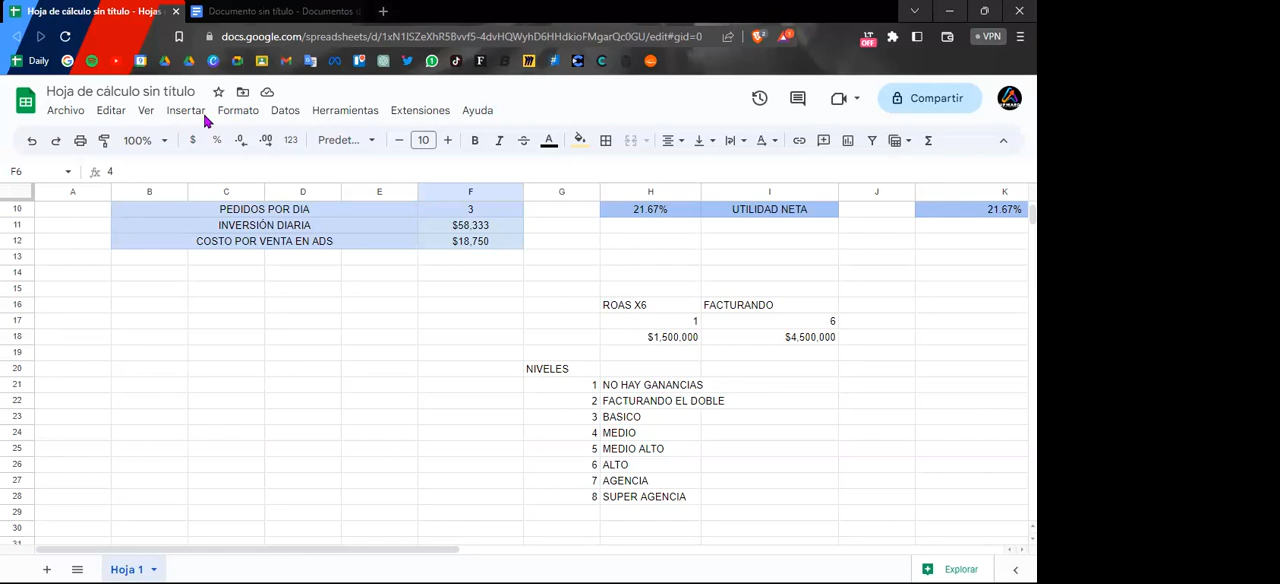 Hoja de cálculo sin título - Hojas
Documento sin título - Documentos d
docs.google.com/spreadsheets/d/1xN1ISZeXhR5Bvvf5-4dvHQWyhD6HHdkioFMgarQc0GU/edit#gid=0
VPN
Daily
Hoja de cálculo sin título
Archivo Editar Ver Insertar Formato Datos Herramientas Extensiones Ayuda
Compartir
100% $ % .0 .00 123 Predet... 10 B I A
F6 fx 4
A B C D E F G H I J K
10 PEDIDOS POR DIA 3 21.67% UTILIDAD NETA 21.67%
11 INVERSIÓN DIARIA $58,333
12 COSTO POR VENTA EN ADS $18,750
13
14
15
16 ROAS X6 FACTURANDO
17 1 6
18 $1,500,000 $4,500,000
19
20 NIVELES
21 1 NO HAY GANANCIAS
22 2 FACTURANDO EL DOBLE
23 3 BASICO
24 4 MEDIO
25 5 MEDIO ALTO
26 6 ALTO
27 7 AGENCIA
28 8 SUPER AGENCIA
29
30
31
Hoja 1
Explorar